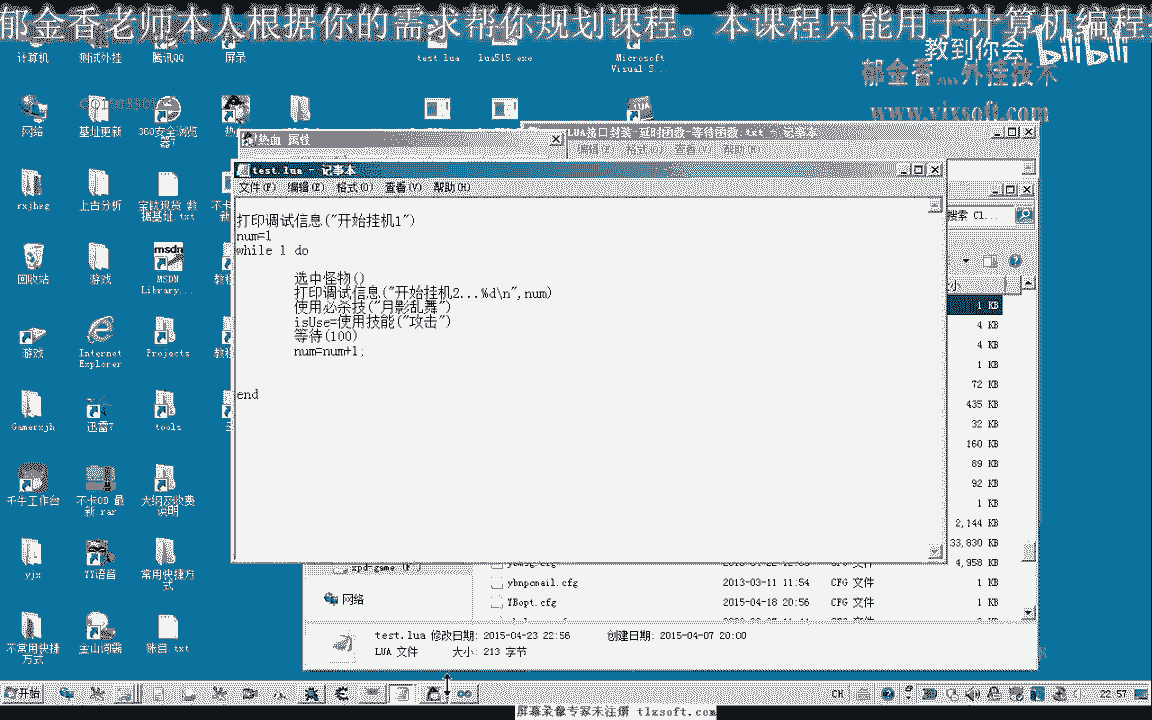 郁金香老师本人根据你的需求帮你规划课程。本课程只能用于计算机编程
教到你会
bilibili
郁金香
外挂技术
www.yjxsoft.com
计算机
测试外挂
腾讯QQ
屏录
test.lua
lua515.exe
Microsoft Visual S...
网络
基址更新
360安全浏览器7
热血 属性
LUA接口封装-延时函数-等待函数.txt - 记事本
编辑(E) 格式(O) 查看(V) 帮助(H)
test.lua - 记事本
文件(F) 编辑(E) 格式(O) 查看(V) 帮助(H)
打印调试信息("开始挂机1")
num=1
while 1 do
选中怪物()
打印调试信息("开始挂机2...%d\n",num)
使用必杀技("月影乱舞")
isUse=使用技能("攻击")
等待(100)
num=num+1;
end
rxjhzg
上古分析
搜索 Cl...
回收站
游戏
MSDN Library...
游戏
Internet Explorer
Projects
Gamerxjh
迅雷7
tools
千牛工作台
不卡OD 最新 rar
大纲及收费说明
yjx
YY语音
常用快捷方式
不常用快捷方式
金山词霸
账目.txt
1 KB
4 KB
4 KB
1 KB
72 KB
435 KB
32 KB
160 KB
89 KB
92 KB
1 KB
2,144 KB
33,830 KB
4,958 KB
xpd-game (F:)
网络
ybnpcmail.cfg 2013-03-11 11:54 CFG 文件 1 KB
YBopt.cfg 2015-04-18 20:56 CFG 文件 1 KB
test.lua 修改日期: 2015-04-23 22:56 创建日期: 2015-04-07 20:00
LUA 文件 大小: 213 字节
开始
CH
22:57
屏幕录像专家未注册 tlxsoft.com